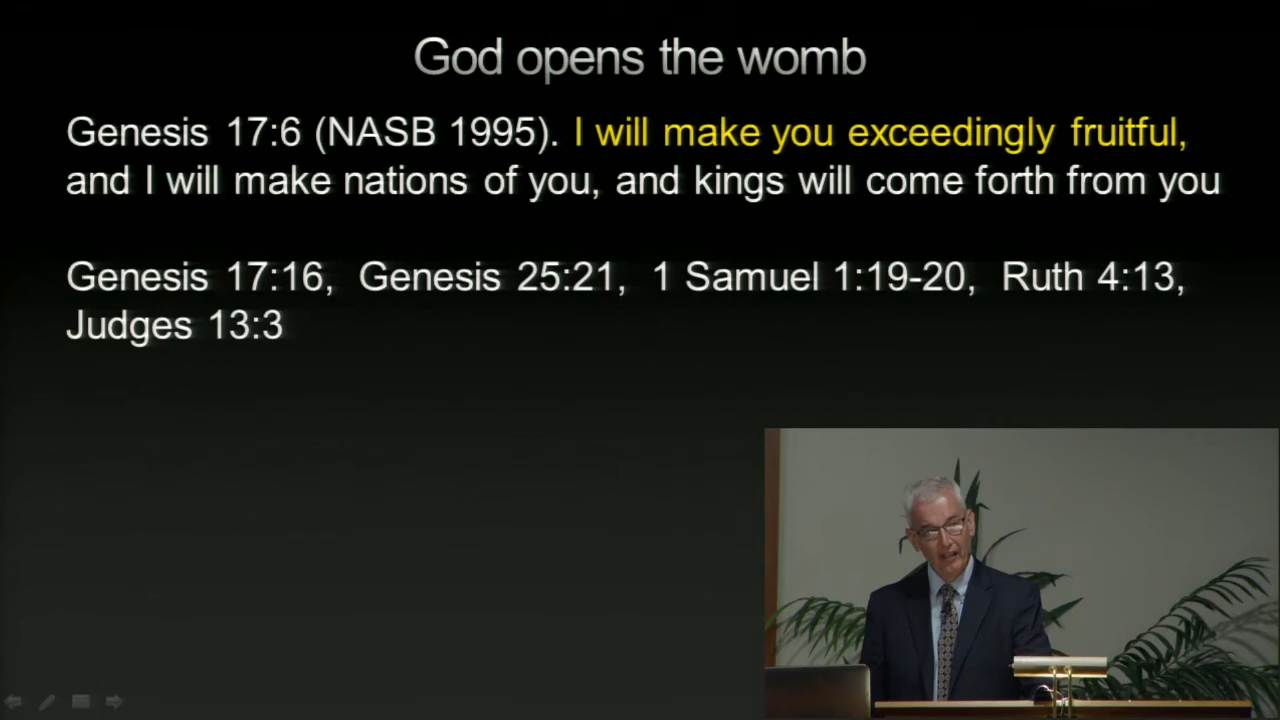 God opens the womb
Genesis 17:6 (NASB 1995). I will make you exceedingly fruitful,
and I will make nations of you, and kings will come forth from you
Genesis 17:16, Genesis 25:21, 1 Samuel 1:19-20, Ruth 4:13,
Judges 13:3